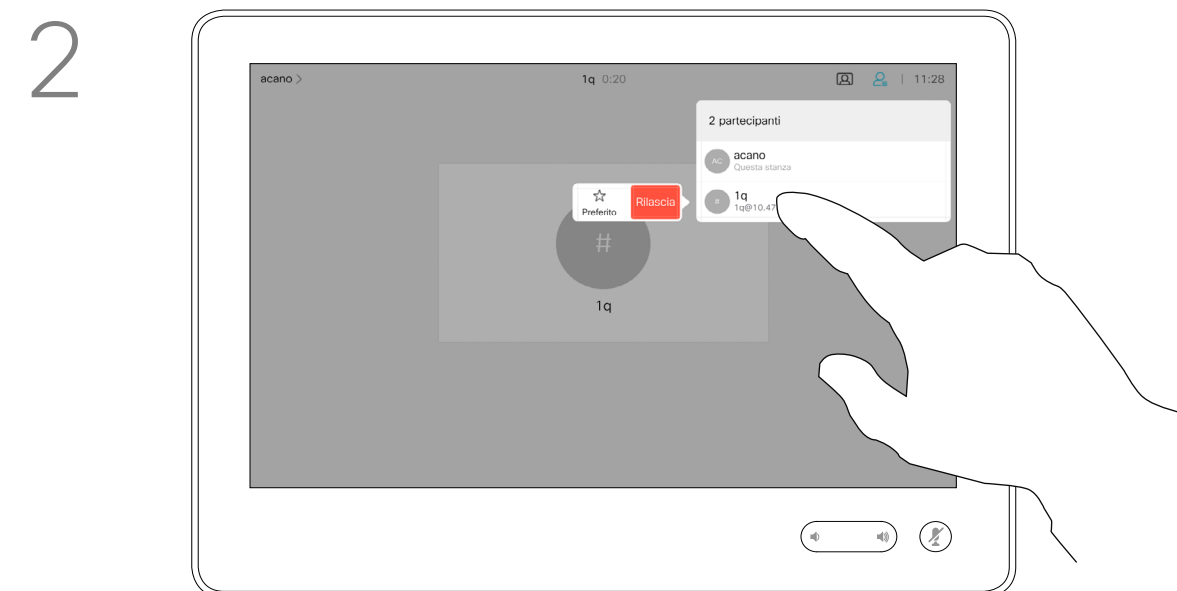 2
acano >
1q 0:20
| 11:28
2 partecipanti
AC
acano
Questa stanza
#
1q
1q@10.47
Preferito
Rilascia
#
1q